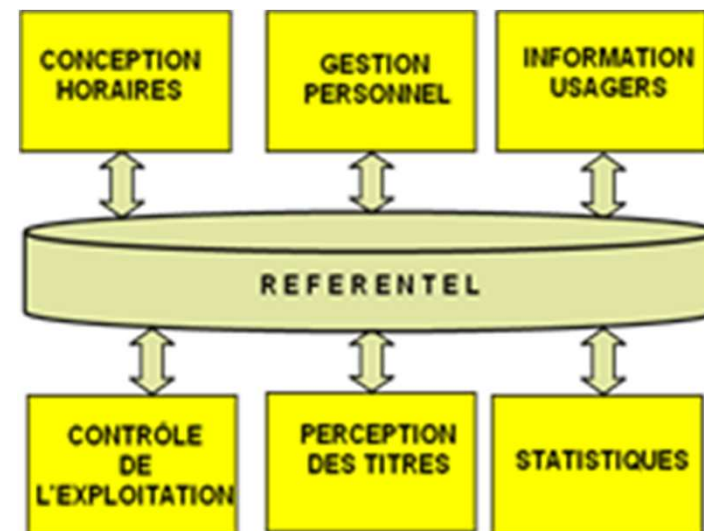 CONCEPTION
HORAIRES
GESTION
PERSONNEL
INFORMATION
USAGERS
REFERENTEL
CONTRÔLE
DE
L'EXPLOITATION
PERCEPTION
DES TITRES
STATISTIQUES